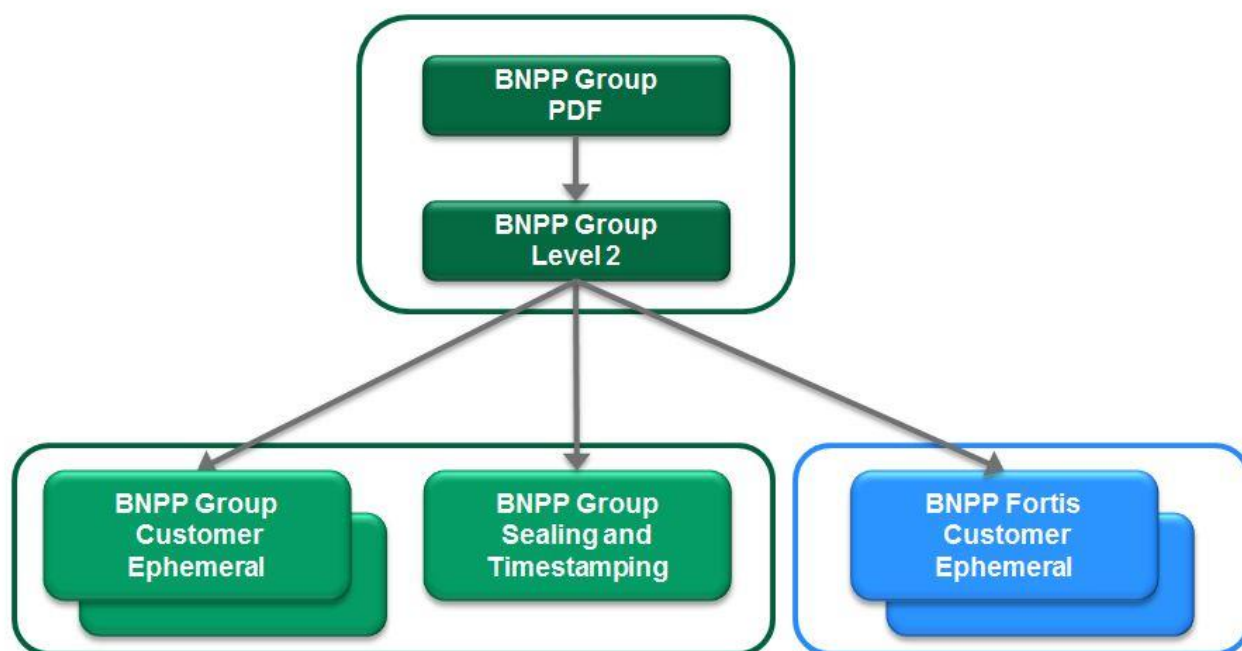 BNPP Group
PDF
BNPP Group
Level 2
BNPP Group
Customer
Ephemeral
BNPP Group
Sealing and
Timestamping
BNPP Fortis
Customer
Ephemeral